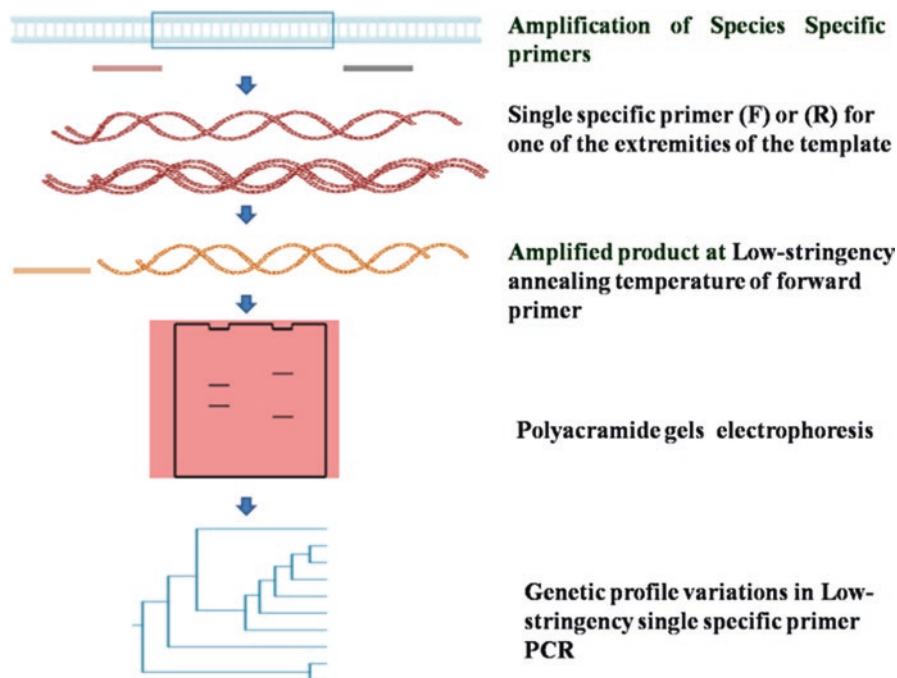 Amplification of Species Specific
primers
Single specific primer (F) or (R) for
one of the extremities of the template
Amplified product at Low-stringency
annealing temperature of forward
primer
Polyacramide gels electrophoresis
Genetic profile variations in Low-
stringency single specific primer
PCR